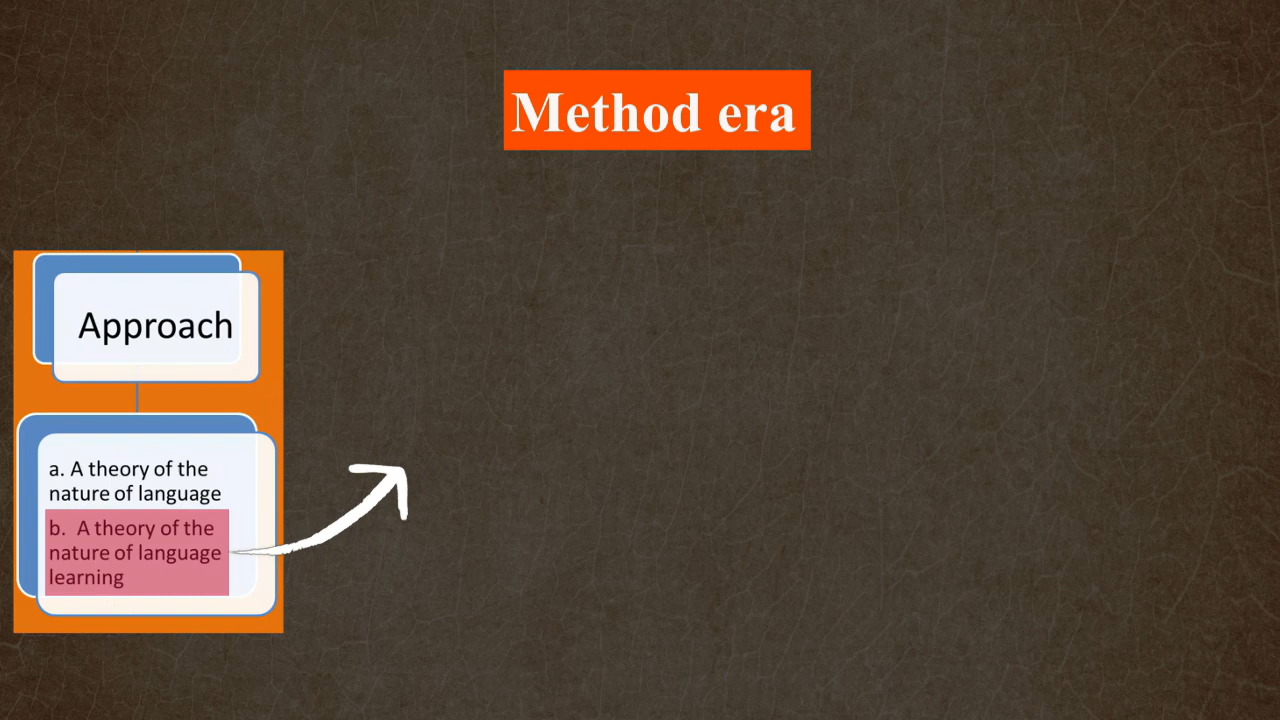 Method era
Approach
a. A theory of the
nature of language
b. A theory of the
nature of language
learning